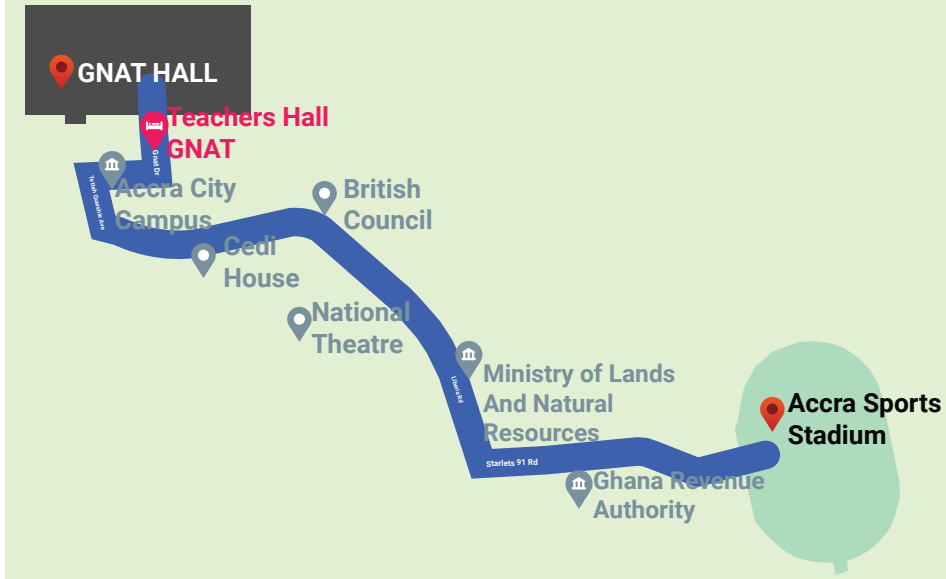 GNAT HALL
Teachers Hall
GNAT
Gnat Dr
Accra City
Campus
Tetteh Quarshie Ave
British
Council
Cedi
House
National
Theatre
Liberia Rd
Ministry of Lands
And Natural
Resources
Accra Sports
Stadium
Starlets 91 Rd
Ghana Revenue
Authority